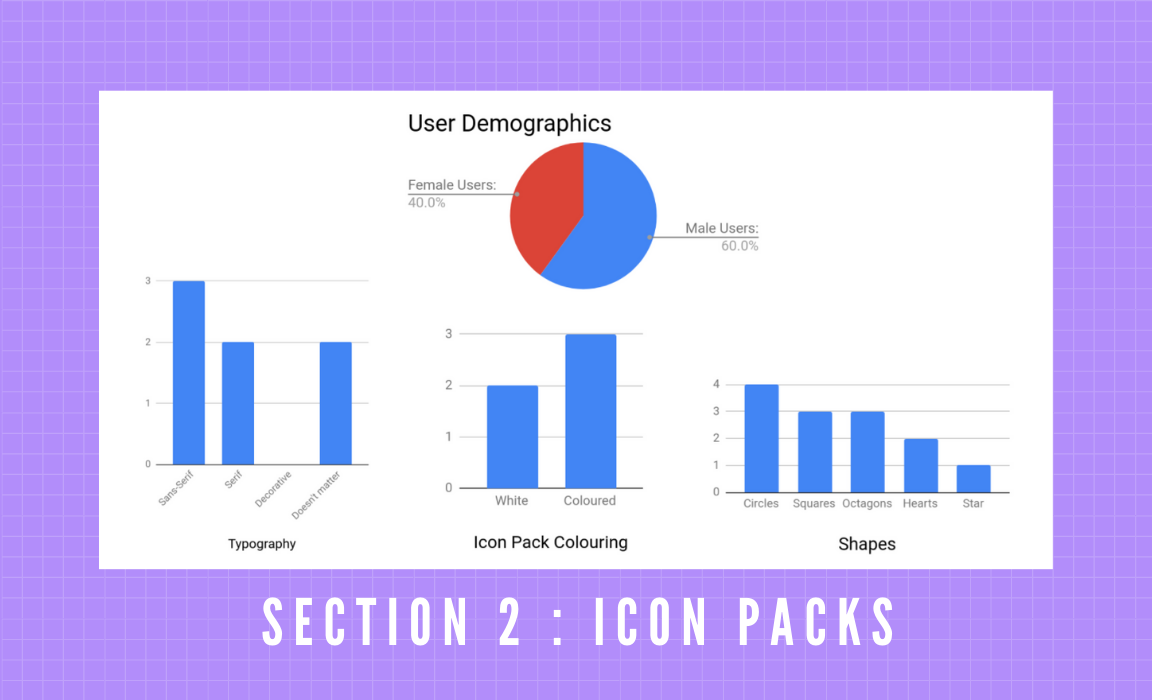 User Demographics
Female Users:
40.0%
Male Users:
60.0%
3
2
1
0
Sans-Serif
Serif
Decorative
Doesn't matter
Typography
3
2
1
0
White
Coloured
Icon Pack Colouring
4
3
2
1
0
Circles
Squares
Octagons
Hearts
Star
Shapes
SECTION 2 : ICON PACKS